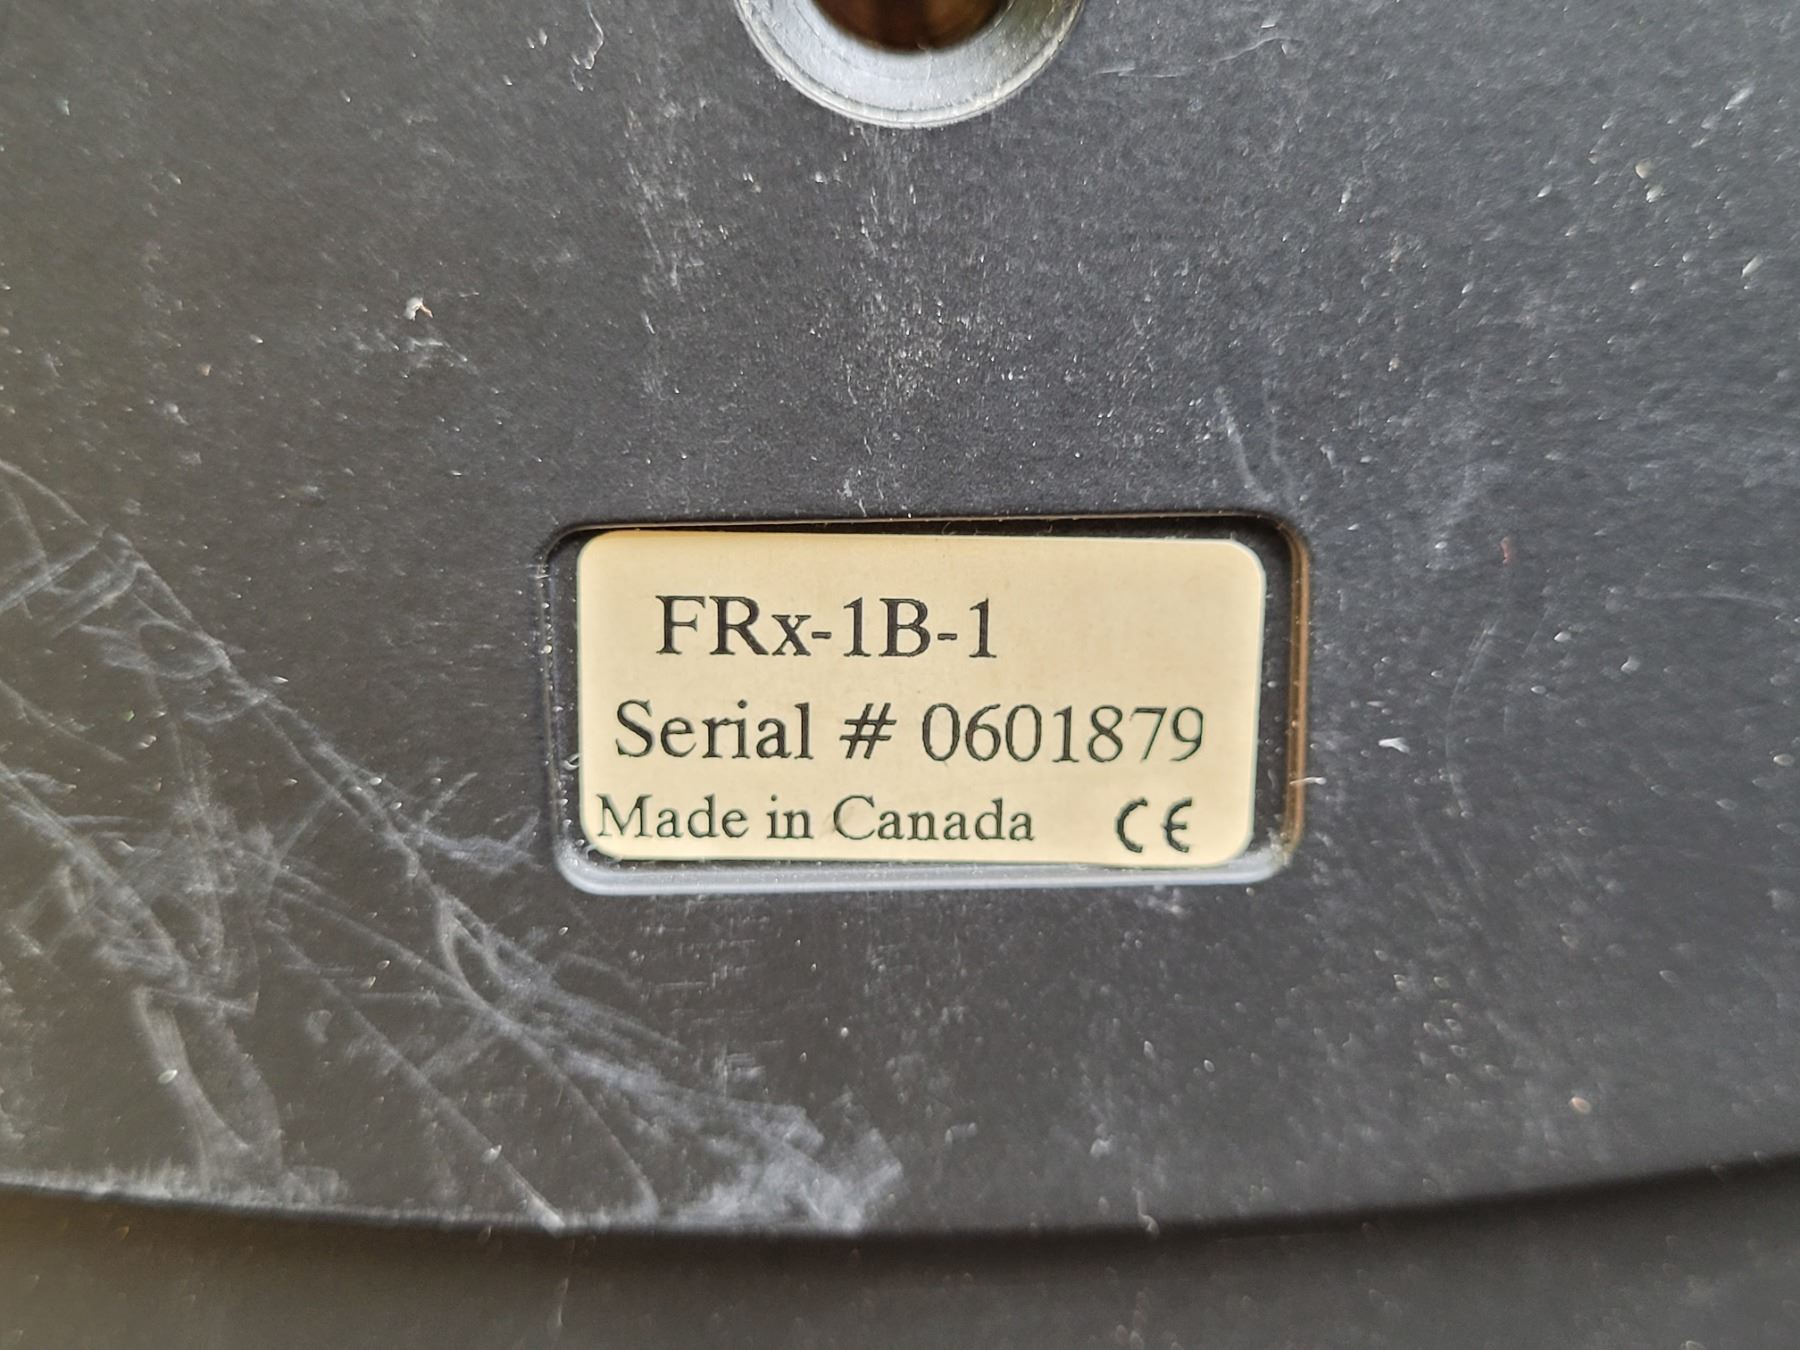 FRx-1B-1
Serial # 0601879
Made in Canada CE